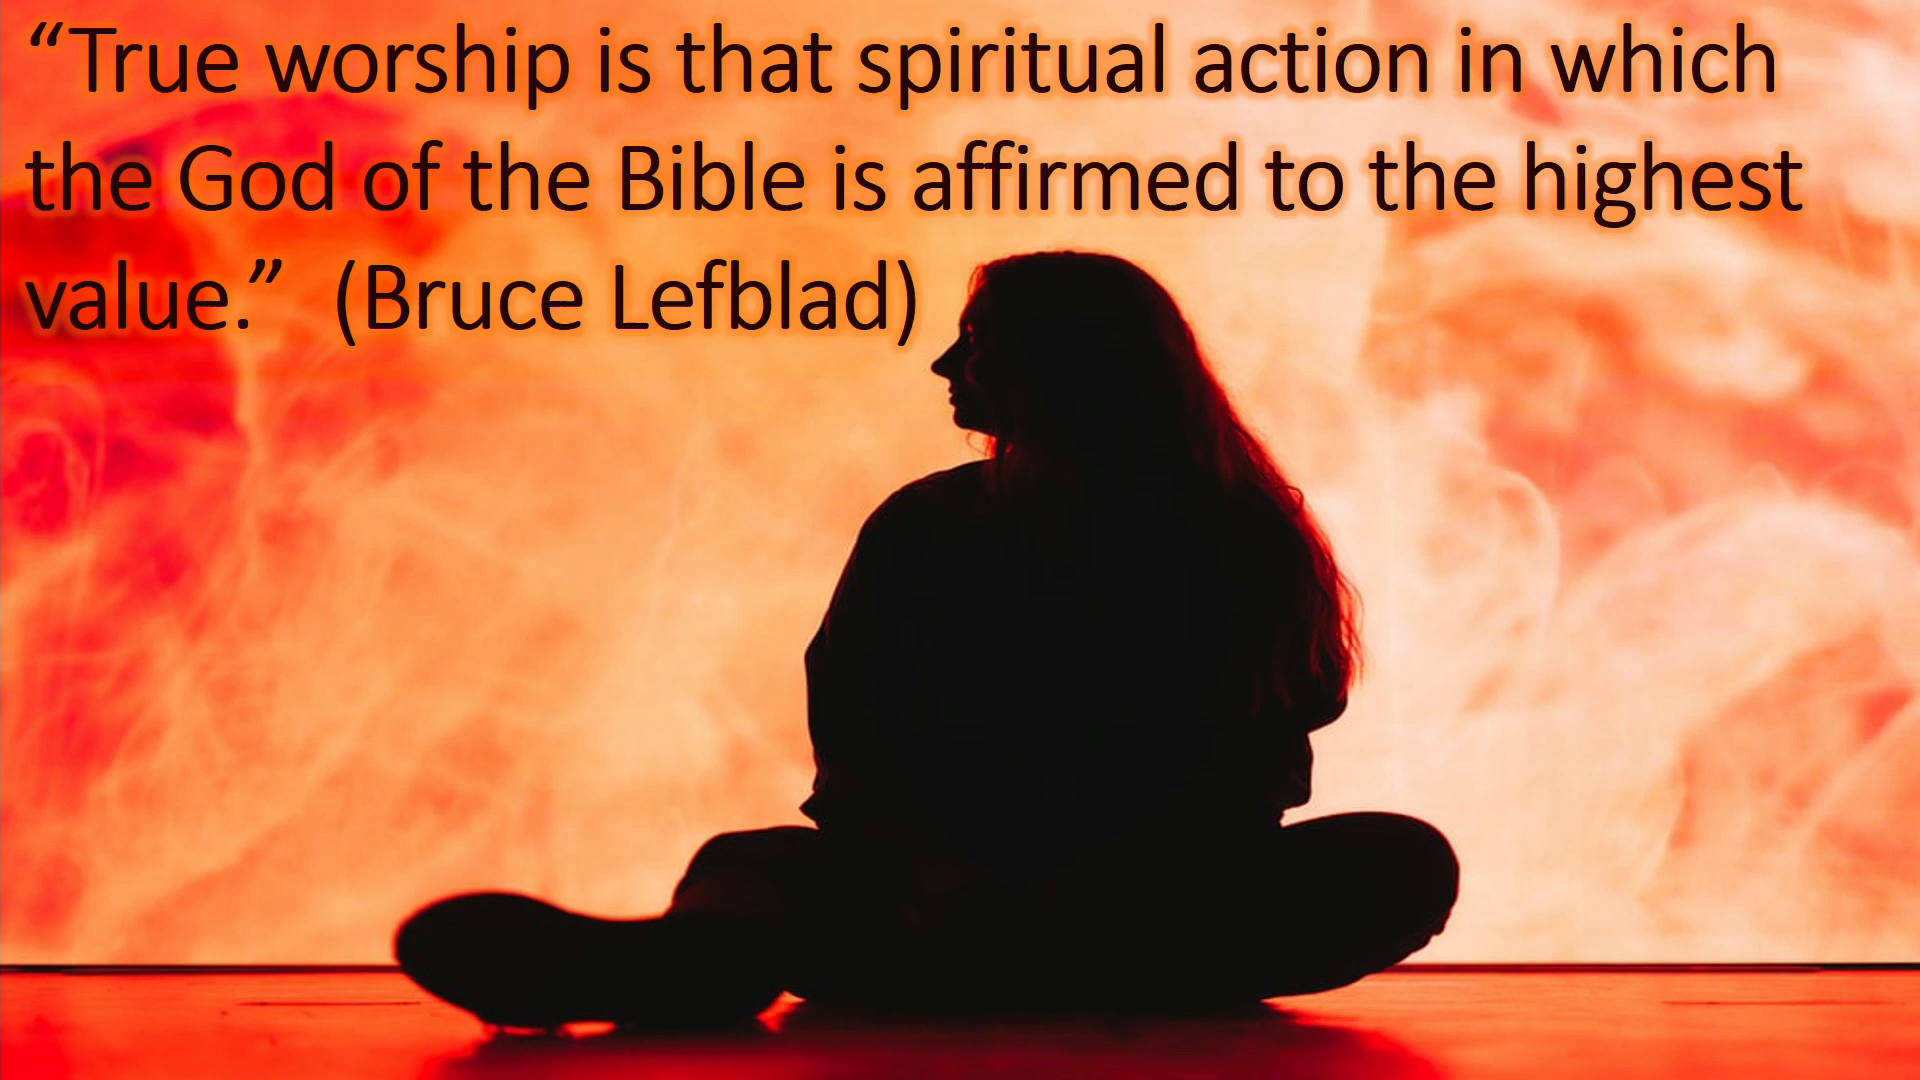 “True worship is that spiritual action in which
the God of the Bible is affirmed to the highest
value.”  (Bruce Lefblad)